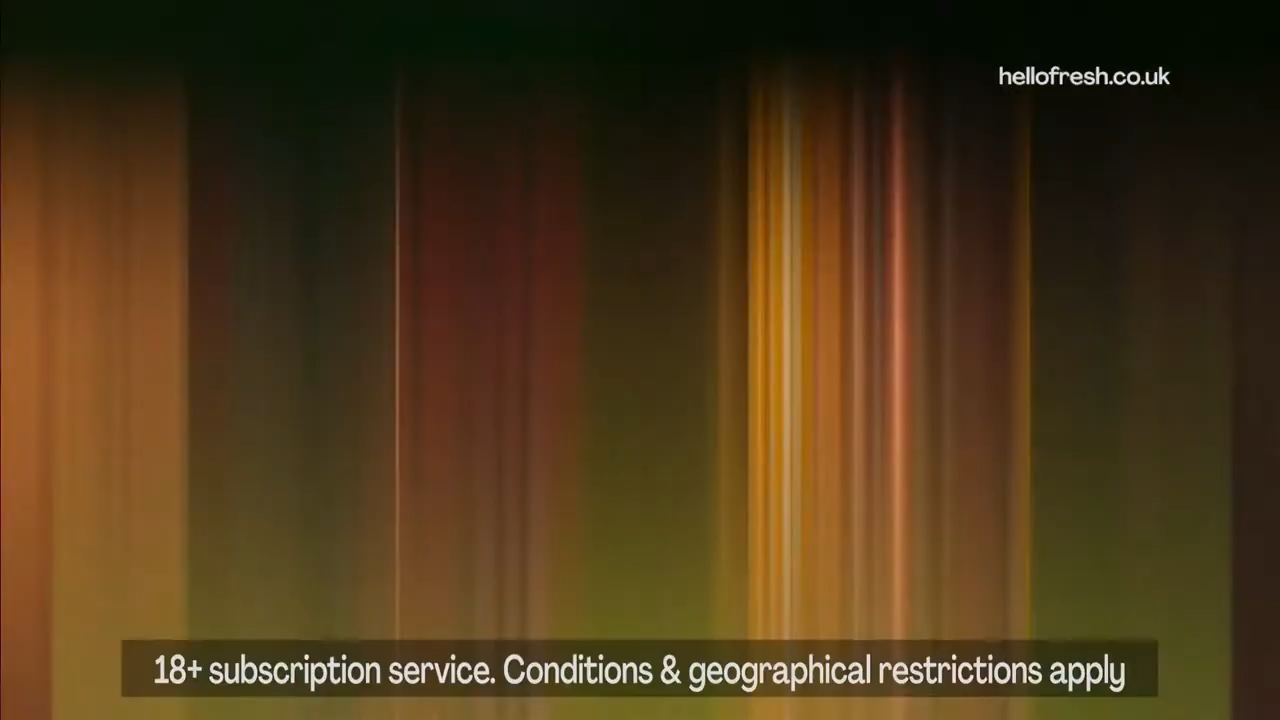 hellofresh.co.uk
18+ subscription service. Conditions & geographical restrictions apply